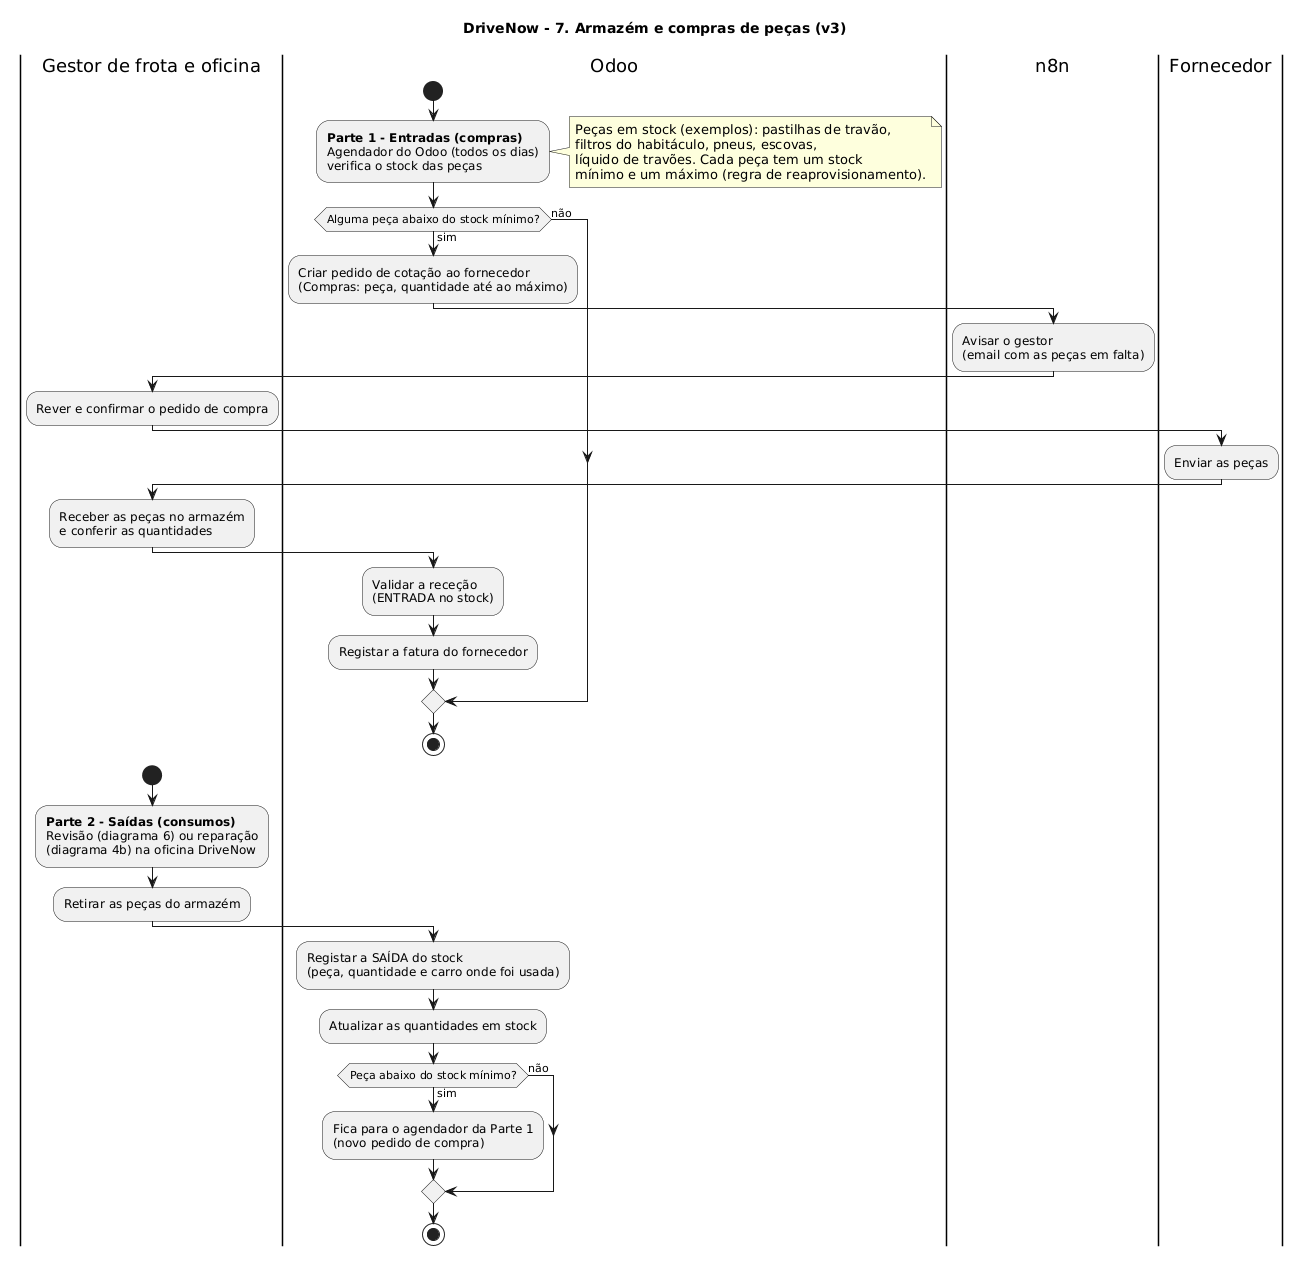 DriveNow - 7. Armazém e compras de peças (v3)
Gestor de frota e oficina
Odoo
n8n
Fornecedor
Parte 1 - Entradas (compras)
Agendador do Odoo (todos os dias)
verifica o stock das peças
Peças em stock (exemplos): pastilhas de travão,
filtros do habitáculo, pneus, escovas,
líquido de travões. Cada peça tem um stock
mínimo e um máximo (regra de reaprovisionamento).
Alguma peça abaixo do stock mínimo?
não
sim
Criar pedido de cotação ao fornecedor
(Compras: peça, quantidade até ao máximo)
Avisar o gestor
(email com as peças em falta)
Rever e confirmar o pedido de compra
Enviar as peças
Receber as peças no armazém
e conferir as quantidades
Validar a receção
(ENTRADA no stock)
Registar a fatura do fornecedor
Parte 2 - Saídas (consumos)
Revisão (diagrama 6) ou reparação
(diagrama 4b) na oficina DriveNow
Retirar as peças do armazém
Registar a SAÍDA do stock
(peça, quantidade e carro onde foi usada)
Atualizar as quantidades em stock
Peça abaixo do stock mínimo?
não
sim
Fica para o agendador da Parte 1
(novo pedido de compra)